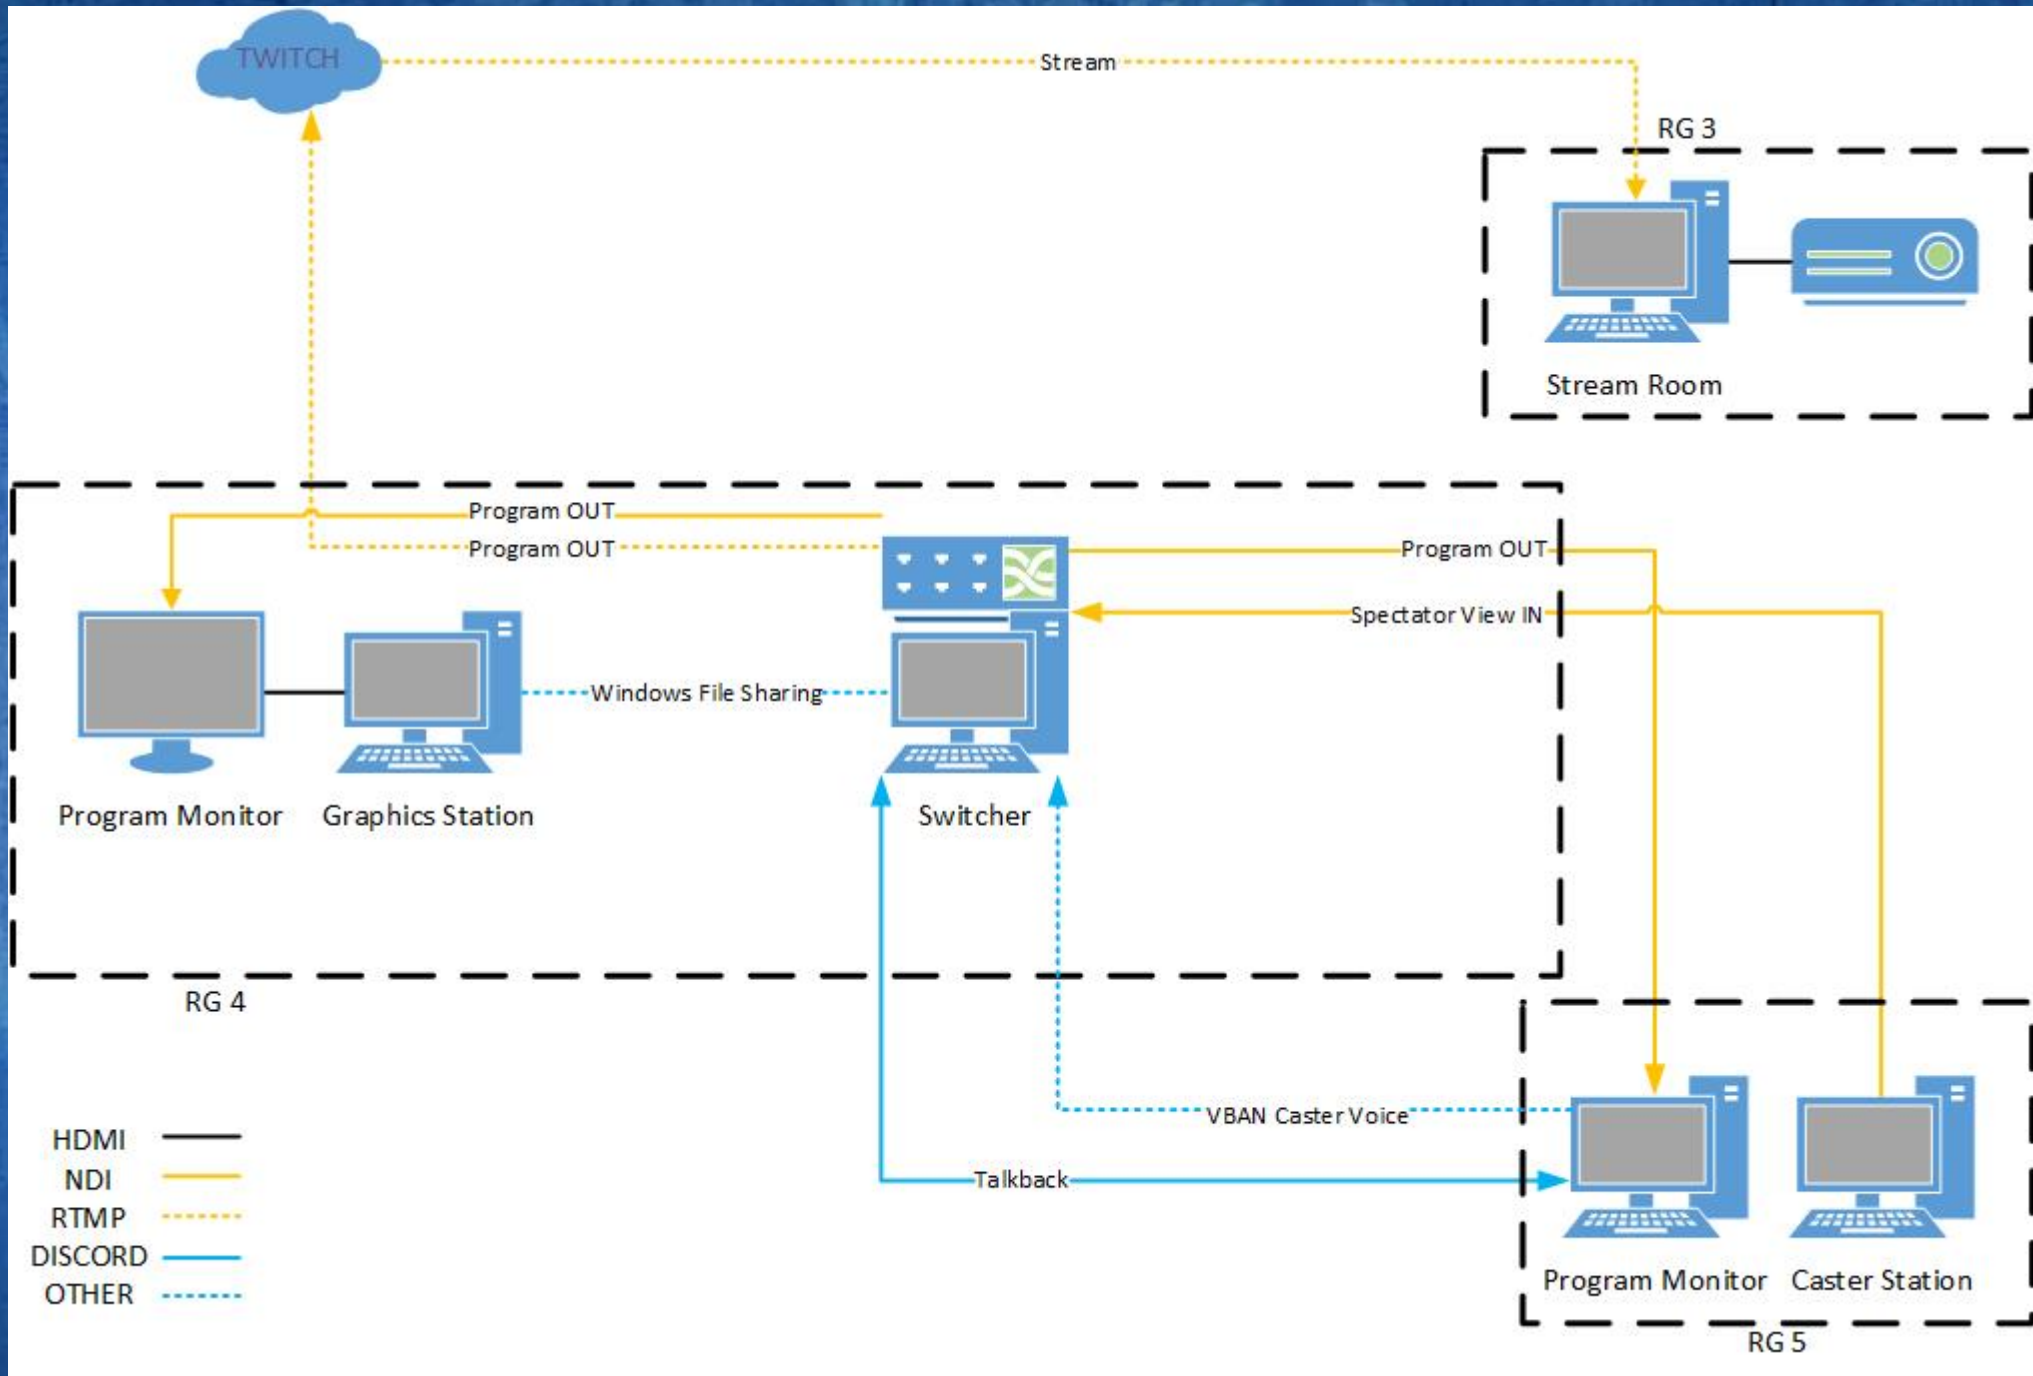 TWITCH
Stream
RG 3
Stream Room
Program OUT
Program OUT
Program OUT
Spectator View IN
Windows File Sharing
Program Monitor
Graphics Station
Switcher
RG 4
VBAN Caster Voice
Talkback
HDMI
NDI
RTMP
DISCORD
OTHER
Program Monitor
Caster Station
RG 5